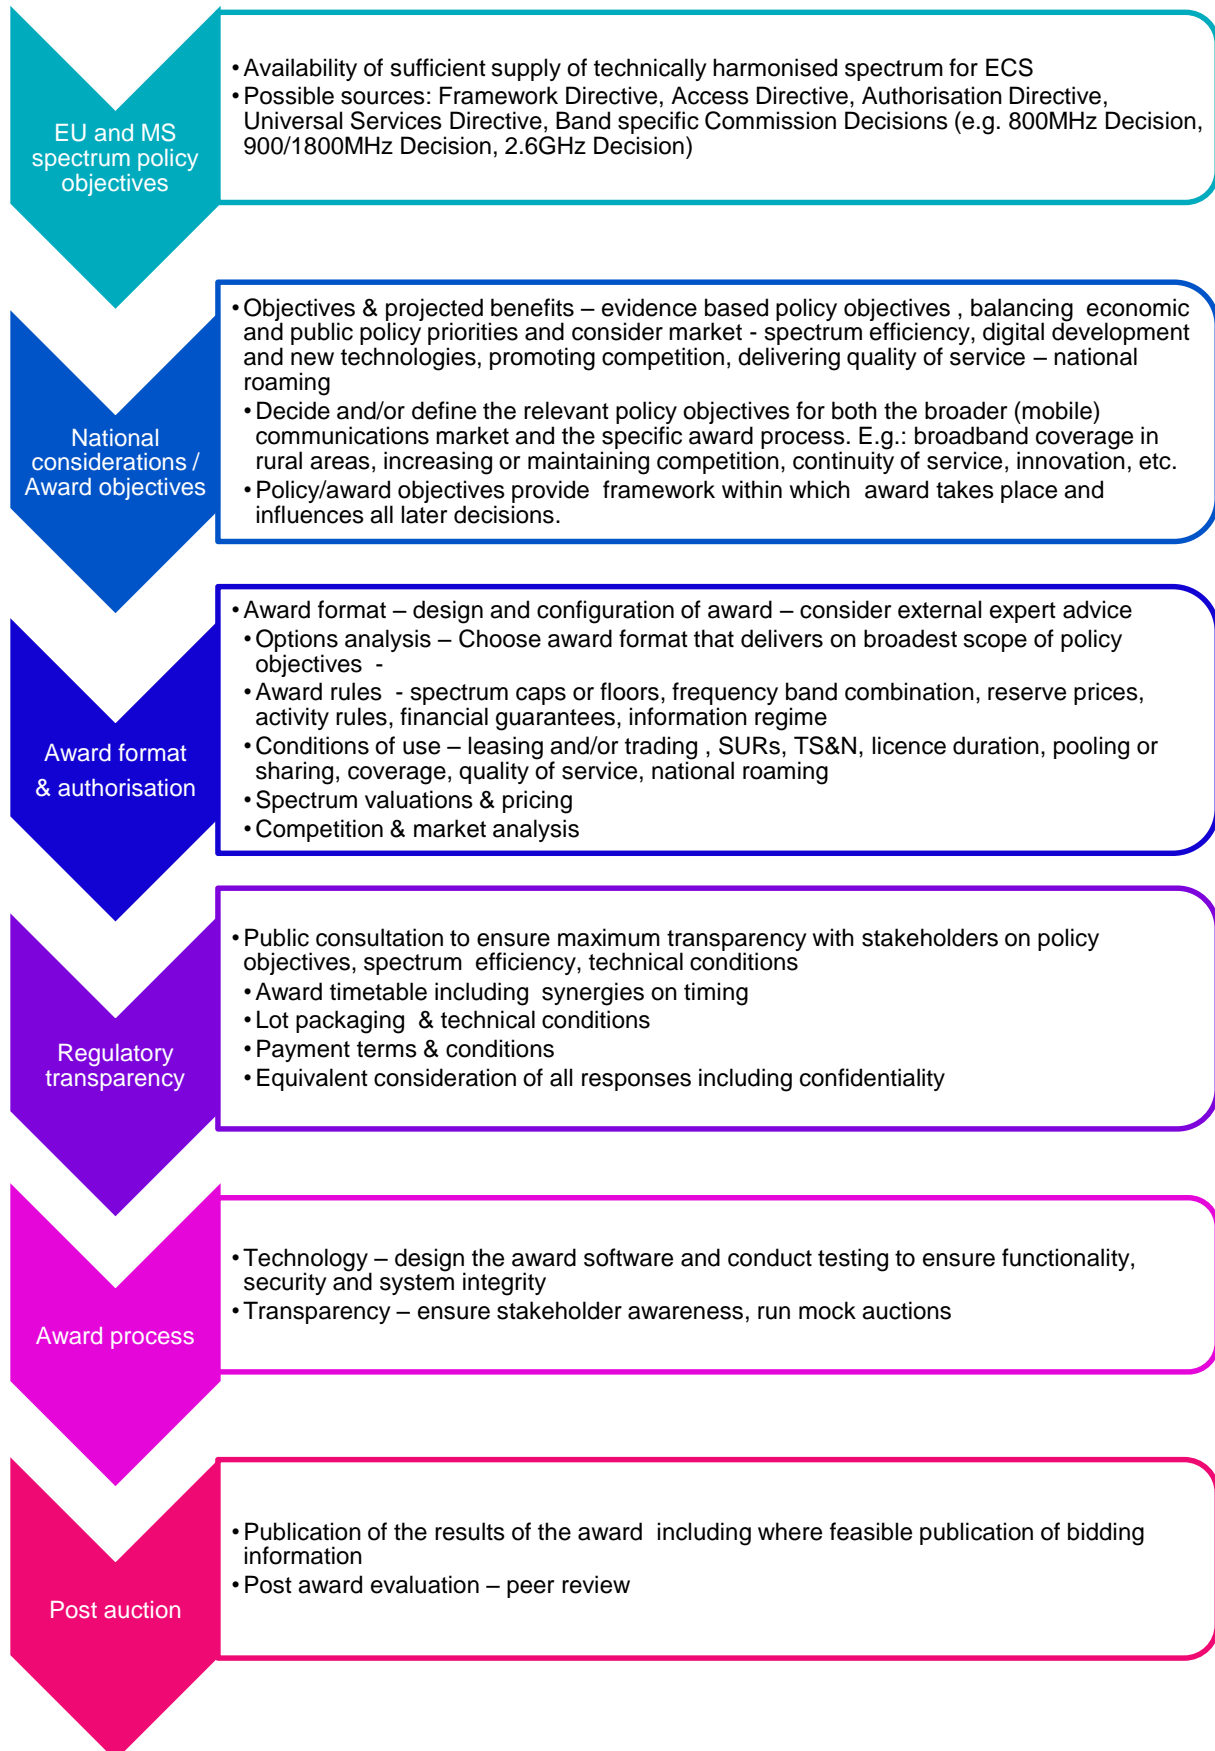 EU and MS
spectrum policy
objectives
• Availability of sufficient supply of technically harmonised spectrum for ECS
• Possible sources: Framework Directive, Access Directive, Authorisation Directive,
Universal Services Directive, Band specific Commission Decisions (e.g. 800MHz Decision,
900/1800MHz Decision, 2.6GHz Decision)
National
considerations /
Award objectives
• Objectives & projected benefits – evidence based policy objectives , balancing economic
and public policy priorities and consider market - spectrum efficiency, digital development
and new technologies, promoting competition, delivering quality of service – national
roaming
• Decide and/or define the relevant policy objectives for both the broader (mobile)
communications market and the specific award process. E.g.: broadband coverage in
rural areas, increasing or maintaining competition, continuity of service, innovation, etc.
• Policy/award objectives provide framework within which award takes place and
influences all later decisions.
Award format
& authorisation
• Award format – design and configuration of award – consider external expert advice
• Options analysis – Choose award format that delivers on broadest scope of policy
objectives -
• Award rules - spectrum caps or floors, frequency band combination, reserve prices,
activity rules, financial guarantees, information regime
• Conditions of use – leasing and/or trading , SURs, TS&N, licence duration, pooling or
sharing, coverage, quality of service, national roaming
• Spectrum valuations & pricing
• Competition & market analysis
Regulatory
transparency
• Public consultation to ensure maximum transparency with stakeholders on policy
objectives, spectrum efficiency, technical conditions
• Award timetable including synergies on timing
• Lot packaging & technical conditions
• Payment terms & conditions
• Equivalent consideration of all responses including confidentiality
Award process
• Technology – design the award software and conduct testing to ensure functionality,
security and system integrity
• Transparency – ensure stakeholder awareness, run mock auctions
Post auction
• Publication of the results of the award including where feasible publication of bidding
information
• Post award evaluation – peer review